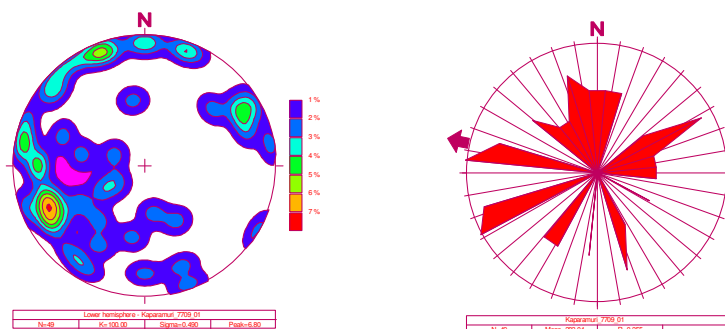 N
N
1 %
2 %
3 %
4 %
5 %
6 %
7 %
Lower hemisphere - Kaparamuri_7709_01
N=49 K=100.00 Sigma=0.490 Peak=6.80
Kaparamuri_7709_01